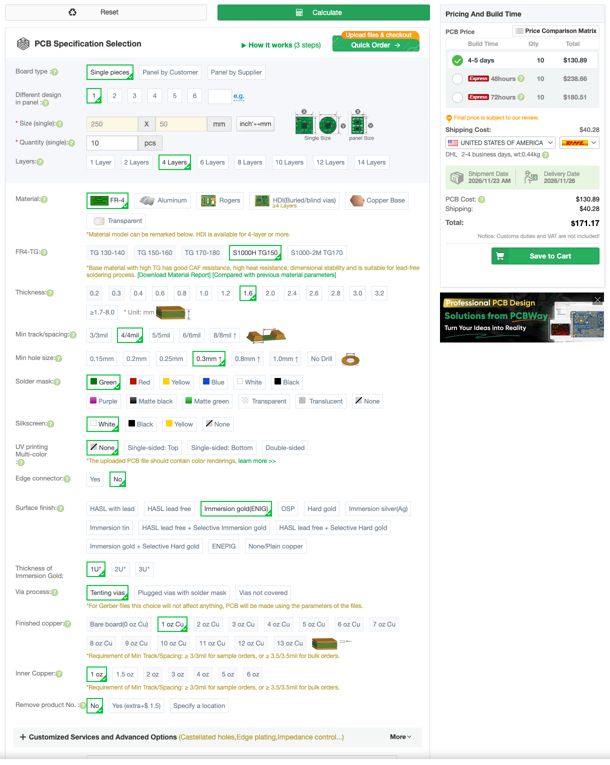 Reset
Calculate
PCB Specification Selection
▶ How it works (3 steps)
Upload files & checkout
Quick Order →
Board type :
Single pieces
Panel by Customer
Panel by Supplier
Different design
in panel :
1
2
3
4
5
6
e.g.
* Size (single):
250
X
50
mm
inch"↔mm
Single Size
panel Size
* Quantity (single):
10
pcs
Layers:
1 Layer
2 Layers
4 Layers
6 Layers
8 Layers
10 Layers
12 Layers
14 Layers
Material:
FR-4
Aluminum
Rogers
HDI(Buried/blind vias)
≥4 Layers
Copper Base
Transparent
*Material model can be remarked below. HDI is available for 4-layer or more.
FR4-TG:
TG 130-140
TG 150-160
TG 170-180
S1000H TG150
S1000-2M TG170
*Base material with high TG has good CAF resistance, high heat resistance, dimensional stability and is suitable for lead-free
soldering process. [Download Material Report] [Compared with previous material parameters]
Thickness:
0.2
0.3
0.4
0.6
0.8
1.0
1.2
1.6
2.0
2.4
2.6
2.8
3.0
3.2
≥1.7-8.0
* Unit: mm
Min track/spacing:
3/3mil
4/4mil
5/5mil
6/6mil
8/8mil ↑
Min hole size:
0.15mm
0.2mm
0.25mm
0.3mm ↑
0.8mm ↑
1.0mm ↑
No Drill
Solder mask:
Green
Red
Yellow
Blue
White
Black
Purple
Matte black
Matte green
Transparent
Translucent
None
Silkscreen:
White
Black
Yellow
None
UV printing
Multi-color
:
None
Single-sided: Top
Single-sided: Bottom
Double-sided
*The uploaded PCB file should contain color renderings, learn more >>
Edge connector:
Yes
No
Surface finish:
HASL with lead
HASL lead free
Immersion gold(ENIG)
OSP
Hard gold
Immersion silver(Ag)
Immersion tin
HASL lead free + Selective Immersion gold
HASL lead free + Selective Hard gold
Immersion gold + Selective Hard gold
ENEPIG
None/Plain copper
Thickness of
Immersion Gold:
1U"
2U"
3U"
Via process:
Tenting vias
Plugged vias with solder mask
Vias not covered
*For Gerber files this choice will not affect anything, PCB will be made using the parameters of the files.
Finished copper:
Bare board(0 oz Cu)
1 oz Cu
2 oz Cu
3 oz Cu
4 oz Cu
5 oz Cu
6 oz Cu
7 oz Cu
8 oz Cu
9 oz Cu
10 oz Cu
11 oz Cu
12 oz Cu
13 oz Cu
*Requirement of Min Track/Spacing: ≥ 3/3mil for sample orders, or ≥ 3.5/3.5mil for bulk orders.
Inner Copper:
1 oz
1.5 oz
2 oz
3 oz
4 oz
5 oz
6 oz
*Requirement of Min Track/Spacing: ≥ 3/3mil for sample orders, or ≥ 3.5/3.5mil for bulk orders.
Remove product No. :
No
Yes (extra+$ 1.5)
Specify a location
+ Customized Services and Advanced Options (Castellated holes,Edge plating,Impedance control...)
More
Pricing And Build Time
PCB Price
Price Comparison Matrix
Build Time
Qty
Total
4-5 days
10
$130.89
Express 48hours
10
$238.66
Express 72hours
10
$180.51
Final price is subject to our review.
Shipping Cost:
$40.28
UNITED STATES OF AMERICA
DHL
DHL 2-4 business days, wt:0.44kg
Shipment Date
2026/11/23 AM
Delivery Date
2026/11/26
PCB Cost:
$130.89
Shipping:
$40.28
Total:
$171.17
Notice: Customs duties and VAT are not included!
Save to Cart
Professional PCB Design
Solutions from PCBWay
Turn Your Ideas into Reality